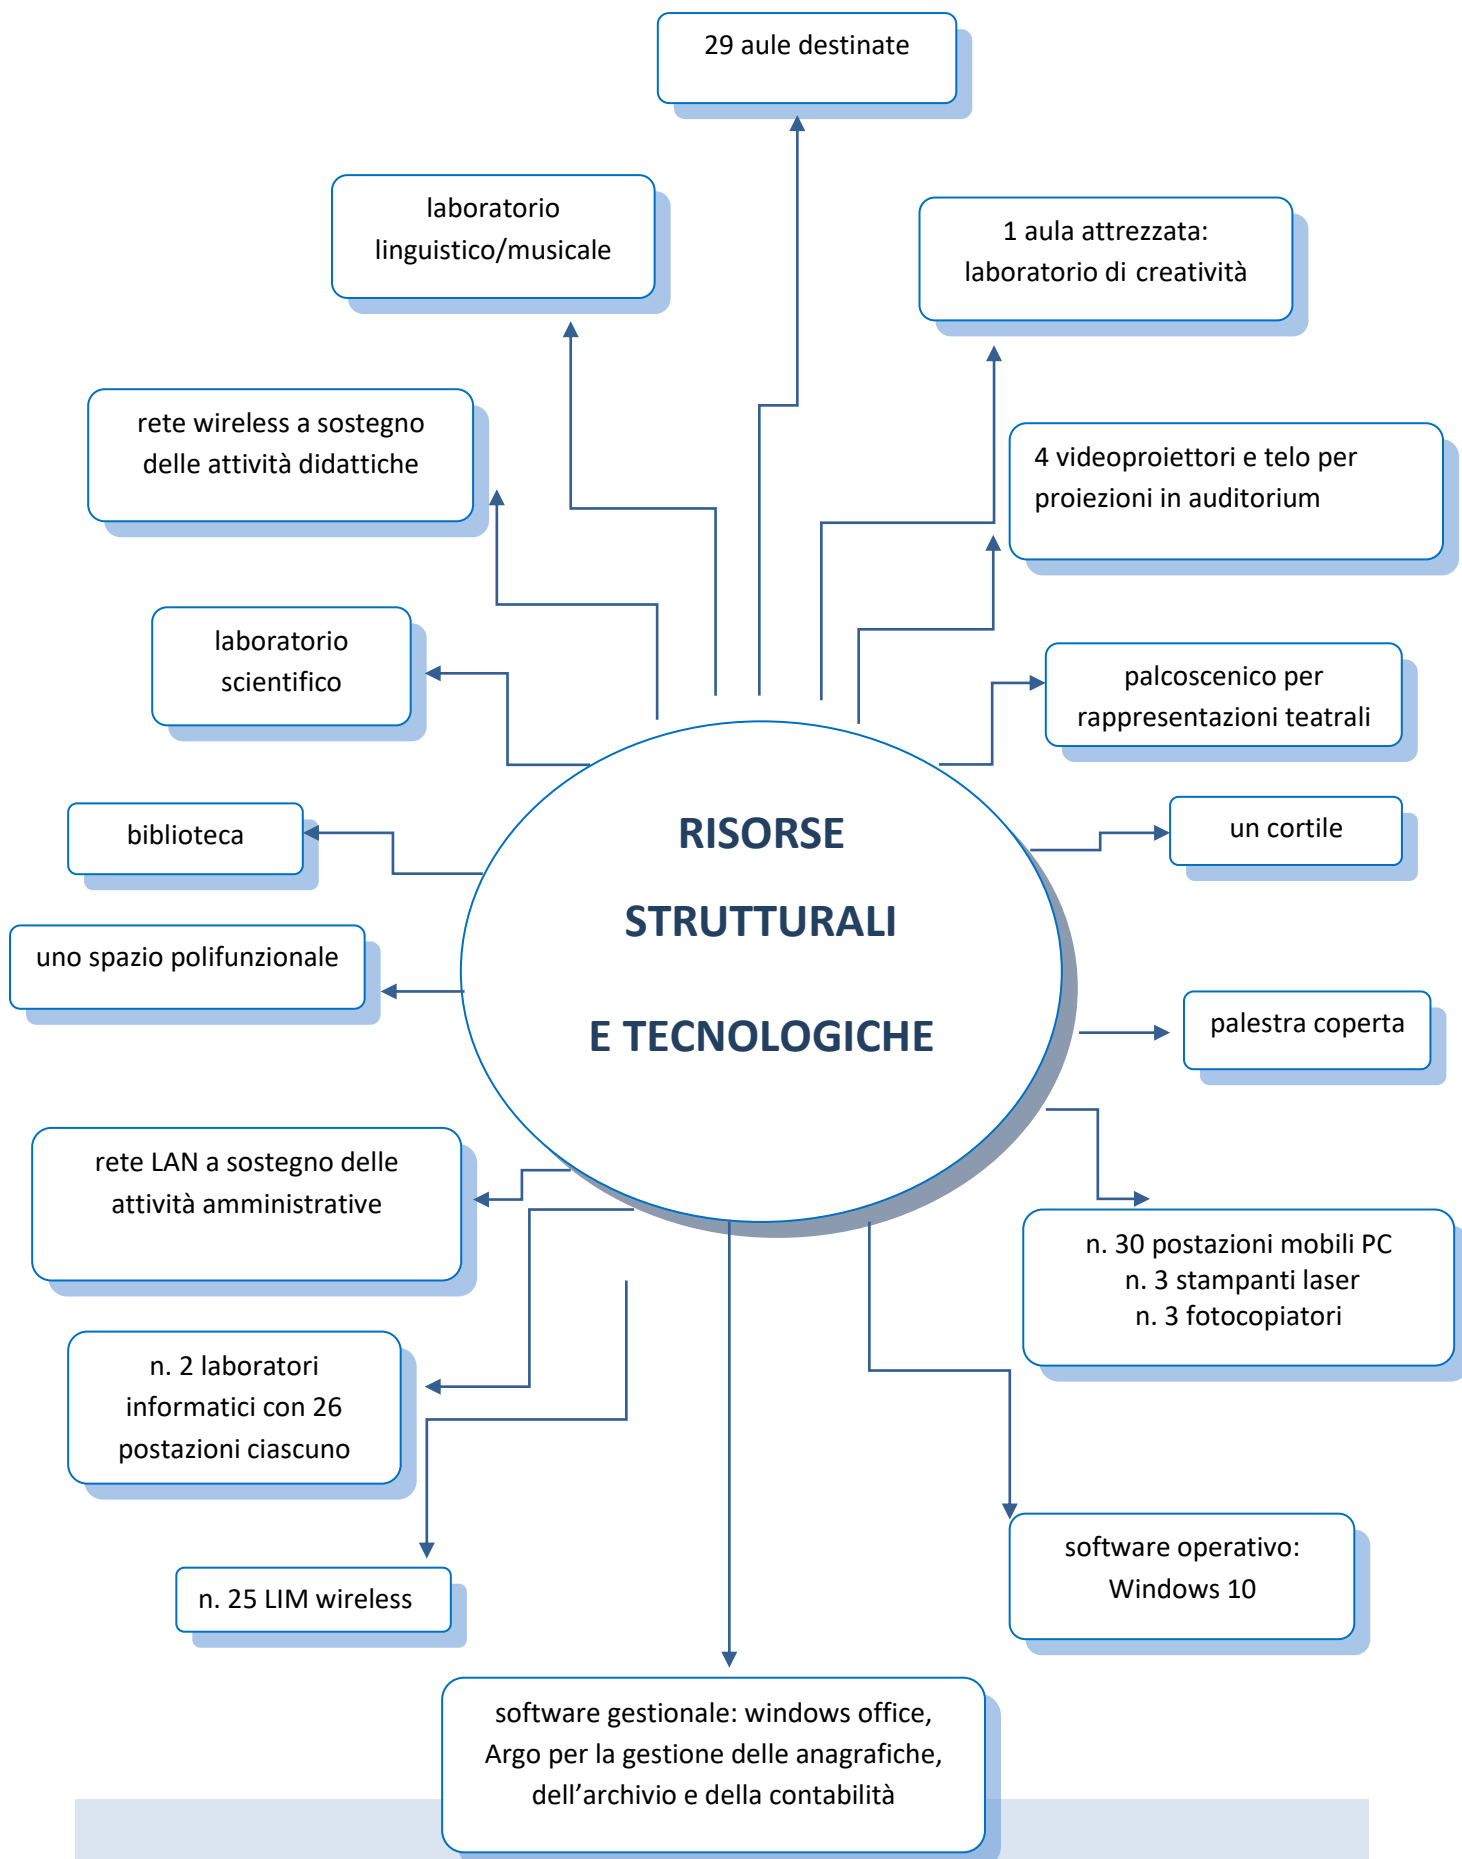 29 aule destinate
laboratorio
linguistico/musicale
1 aula attrezzata:
laboratorio di creatività
rete wireless a sostegno
delle attività didattiche
4 videoproiettori e telo per
proiezioni in auditorium
laboratorio
scientifico
palcoscenico per
rappresentazioni teatrali
biblioteca
un cortile
RISORSE
STRUTTURALI
E TECNOLOGICHE
uno spazio polifunzionale
palestra coperta
rete LAN a sostegno delle
attività amministrative
n. 30 postazioni mobili PC
n. 3 stampanti laser
n. 3 fotocopiatori
n. 2 laboratori
informatici con 26
postazioni ciascuno
software operativo:
Windows 10
n. 25 LIM wireless
software gestionale: windows office,
Argo per la gestione delle anagrafiche,
dell’archivio e della contabilità